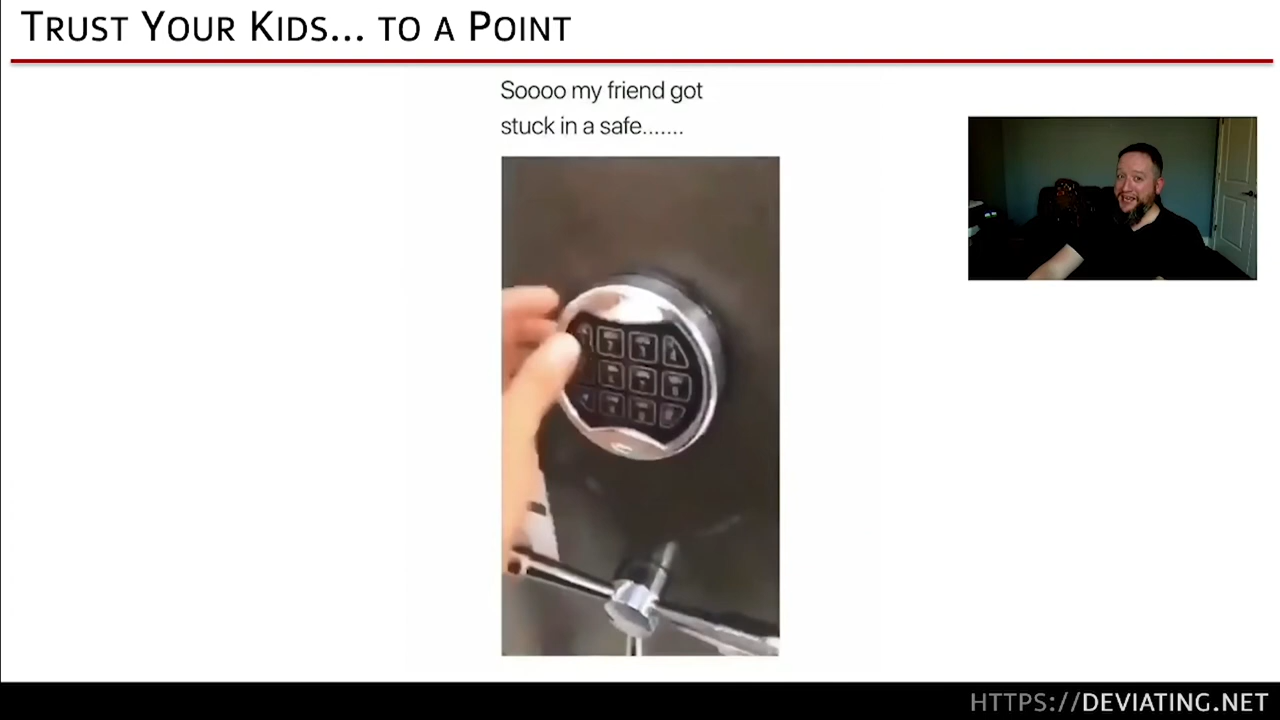 TRUST YOUR KIDS... TO A POINT
Soooo my friend got
stuck in a safe.......
HTTPS://DEVIATING.NET